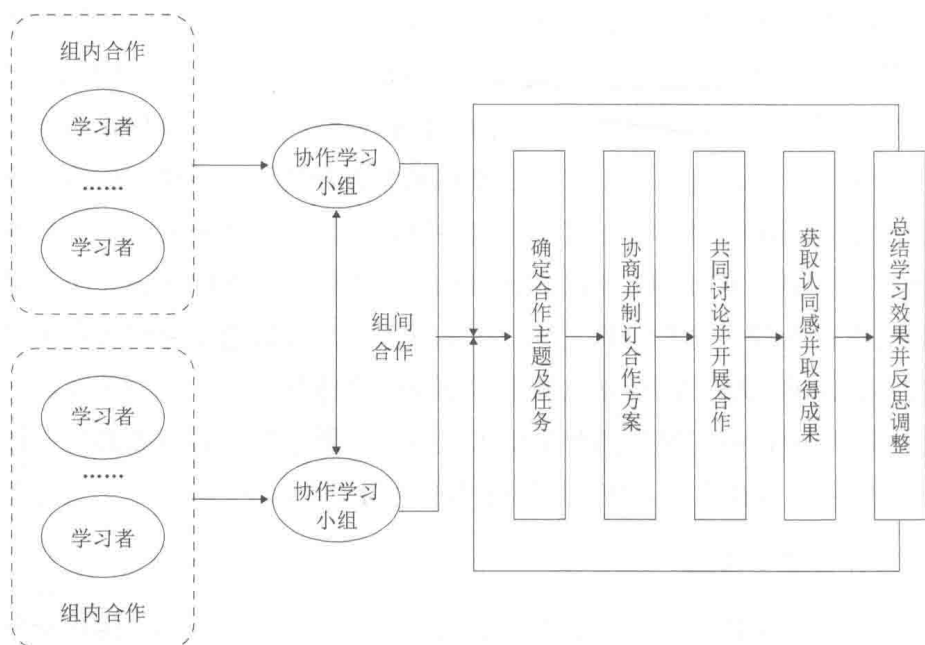 组内合作
学习者
……
学习者
学习者
……
学习者
组内合作
协作学习
小组
组间
合作
协作学习
小组
确定合作主题及任务
协商并制订合作方案
共同讨论并开展合作
获取认同感并取得成果
总结学习效果并反思调整